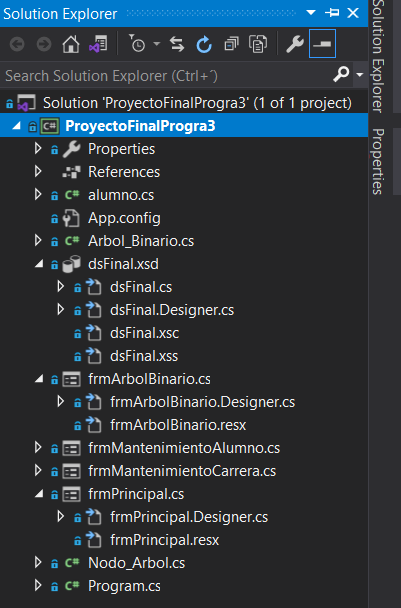 Solution Explorer
Search Solution Explorer (Ctrl+´)
Solution 'ProyectoFinalProgra3' (1 of 1 project)
C# ProyectoFinalProgra3
Properties
References
C# alumno.cs
App.config
C# Arbol_Binario.cs
dsFinal.xsd
dsFinal.cs
dsFinal.Designer.cs
dsFinal.xsc
dsFinal.xss
frmArbolBinario.cs
frmArbolBinario.Designer.cs
frmArbolBinario.resx
frmMantenimientoAlumno.cs
frmMantenimientoCarrera.cs
frmPrincipal.cs
frmPrincipal.Designer.cs
frmPrincipal.resx
C# Nodo_Arbol.cs
C# Program.cs
Solution Explorer
Properties